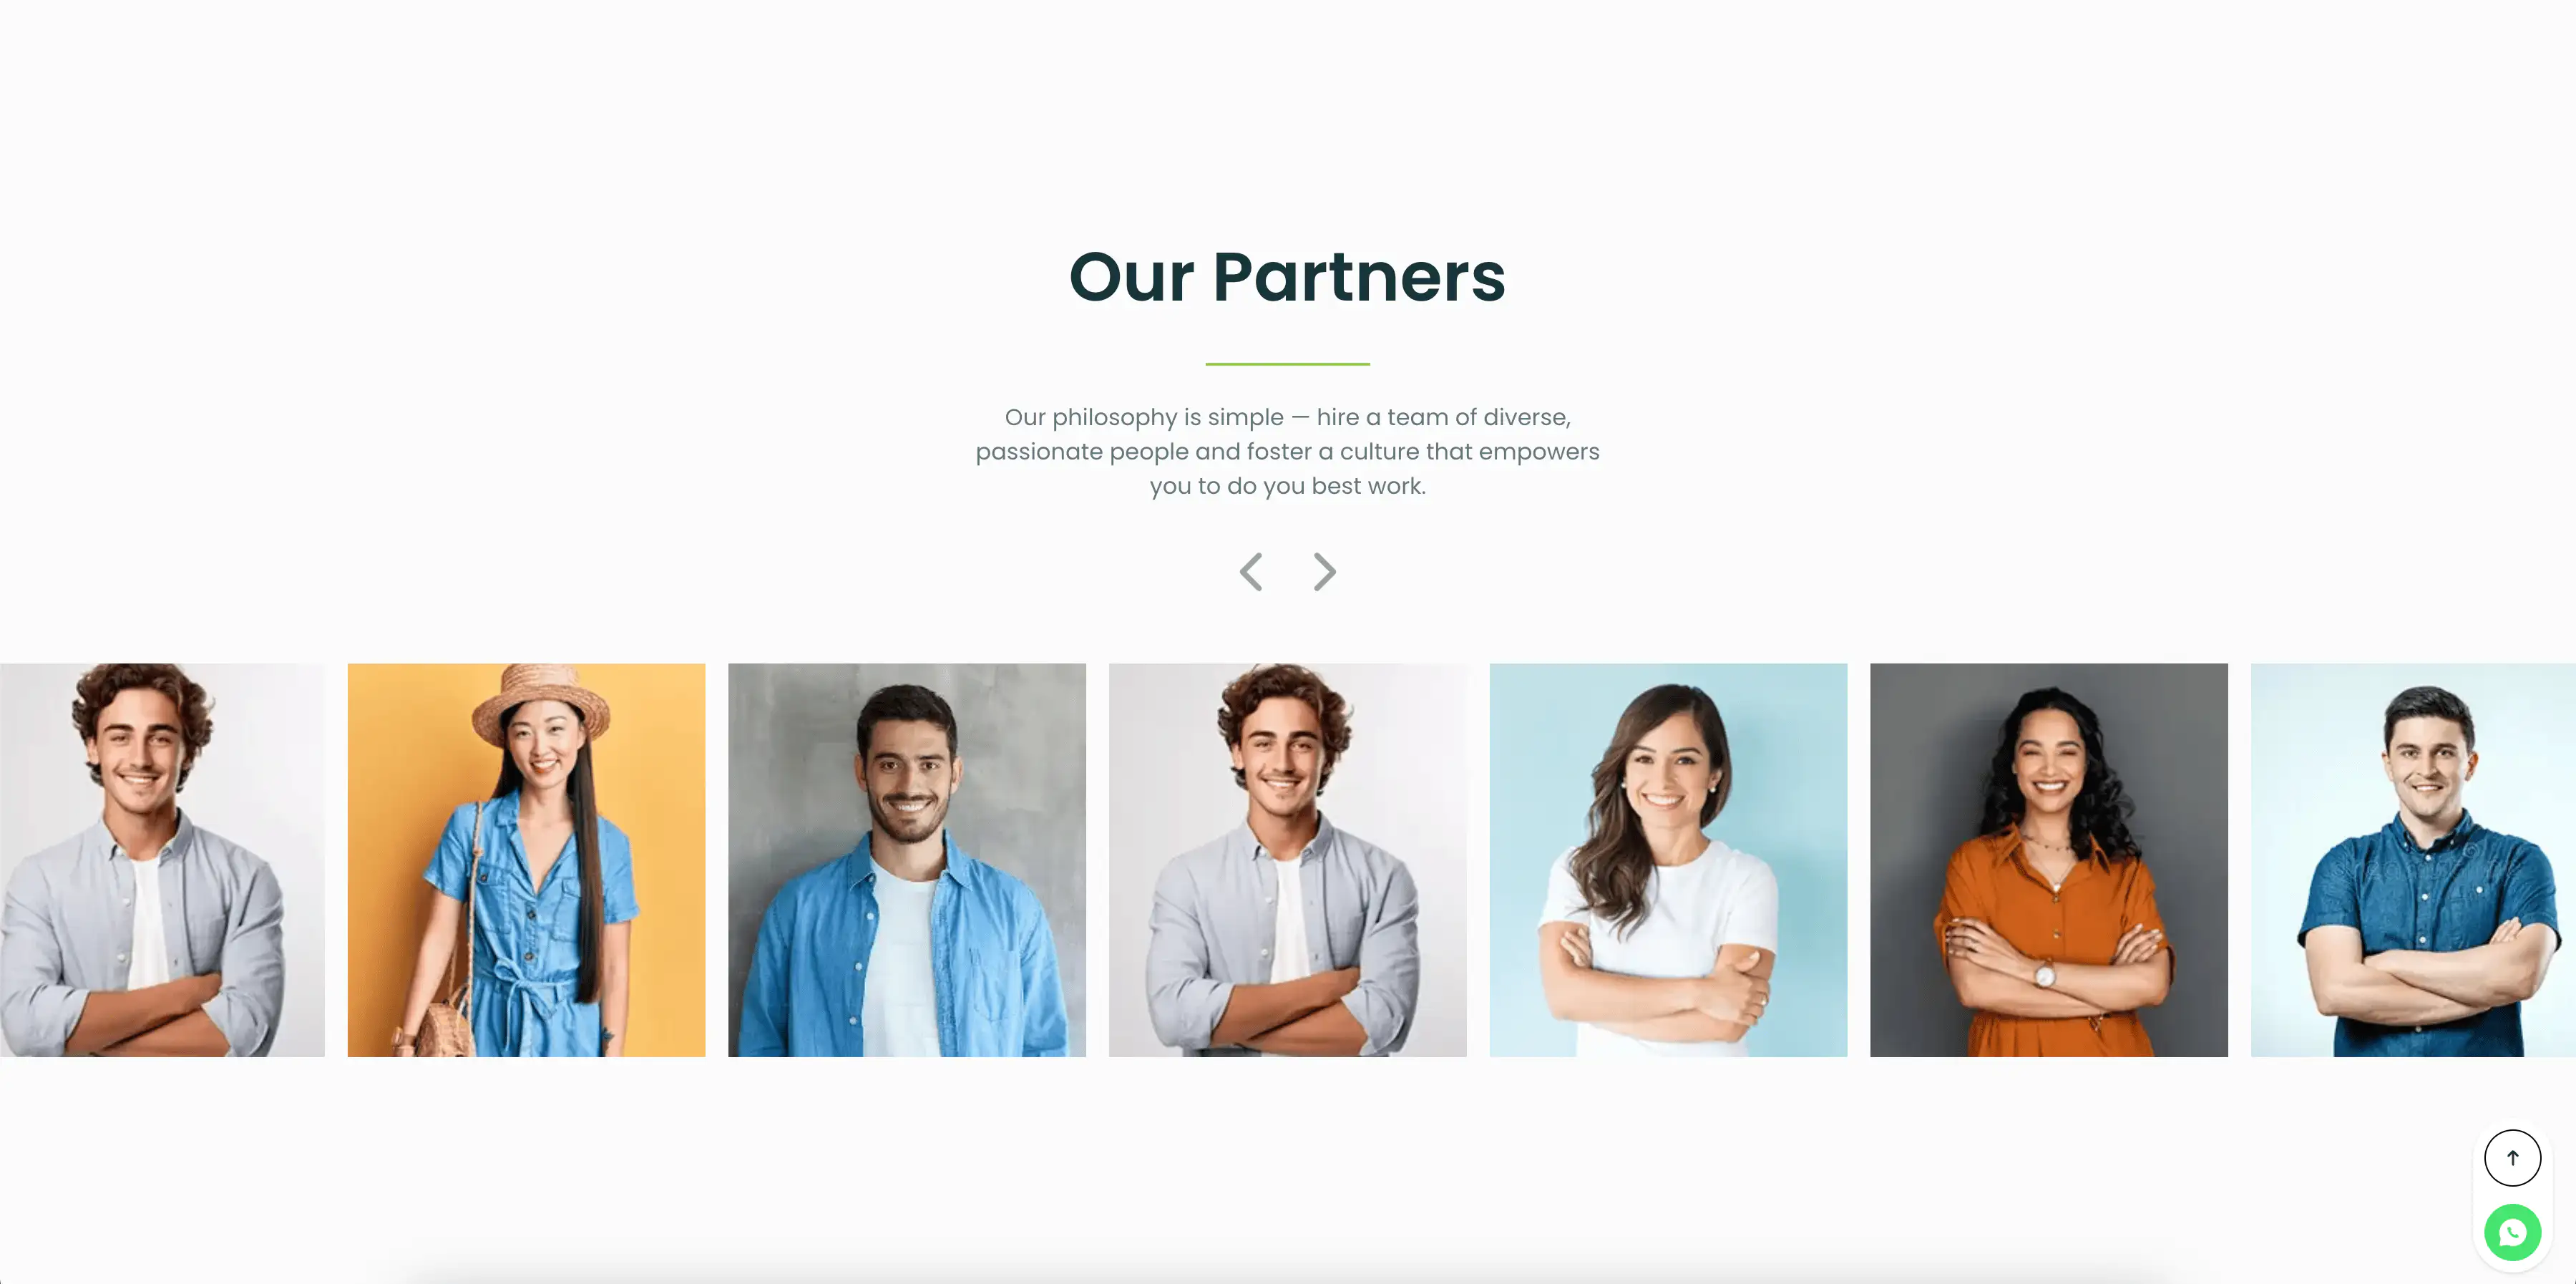 Our Partners
Our philosophy is simple — hire a team of diverse,
passionate people and foster a culture that empowers
you to do you best work.